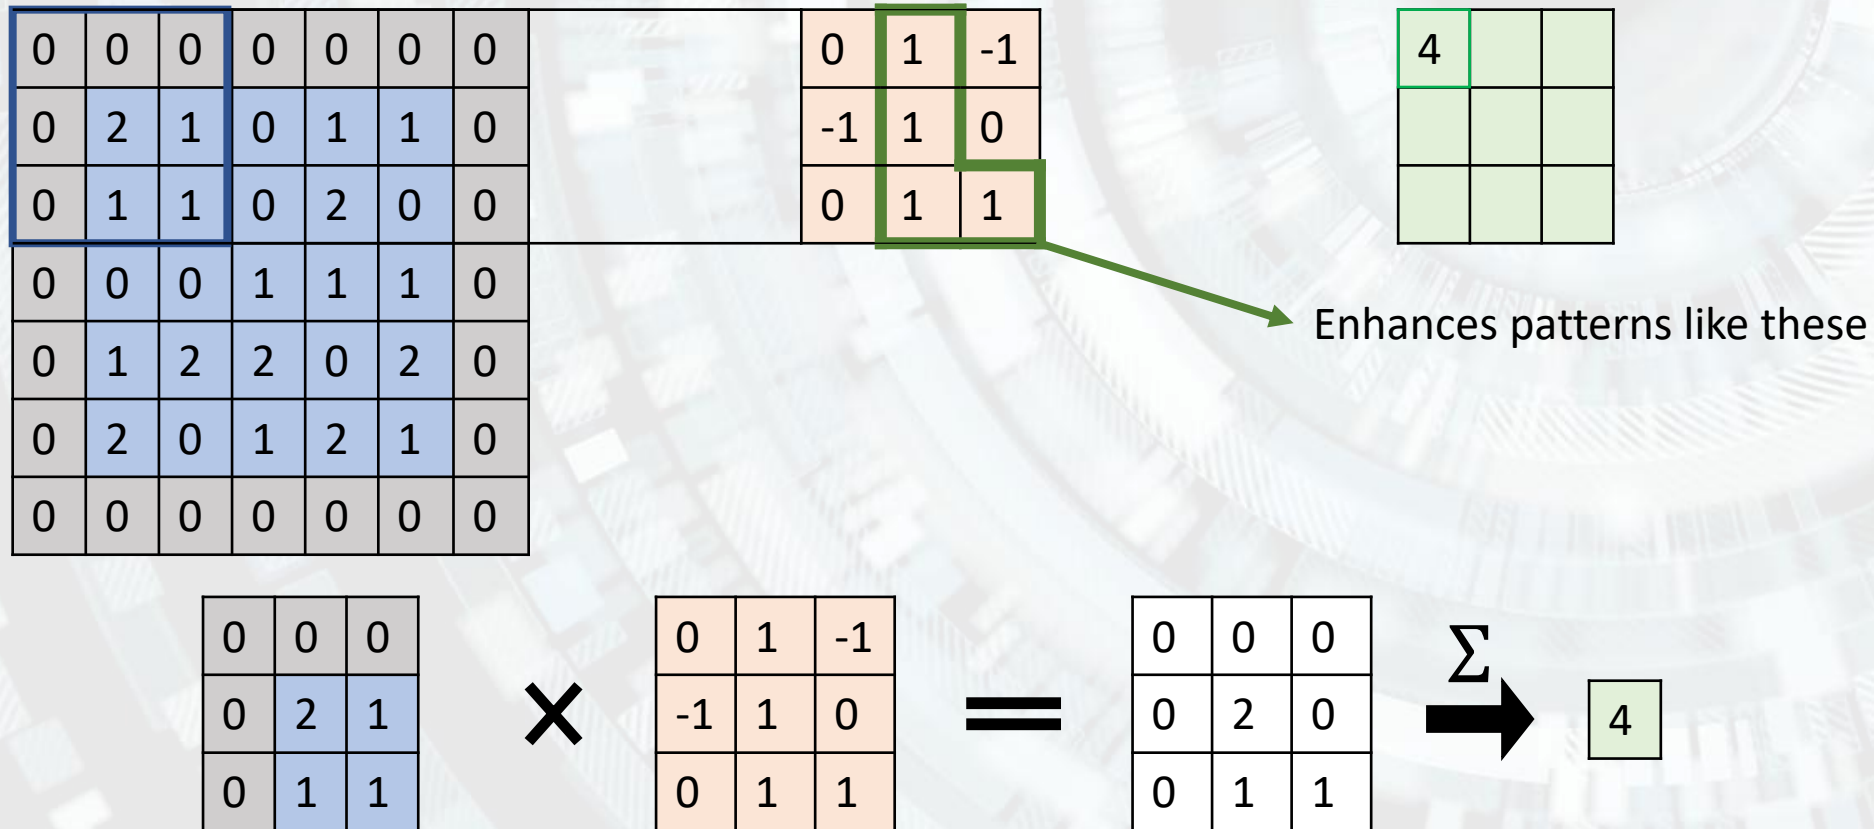 0 0 0 0 0 0 0 0 1 -1 4
0 2 1 0 1 1 0 -1 1 0
0 1 1 0 2 0 0 0 1 1
0 0 0 1 1 1 0
Enhances patterns like these
0 1 2 2 0 2 0
0 2 0 1 2 1 0
0 0 0 0 0 0 0
0 0 0 0 1 -1 0 0 0 Σ
0 2 1 × -1 1 0 = 0 2 0 4
0 1 1 0 1 1 0 1 1